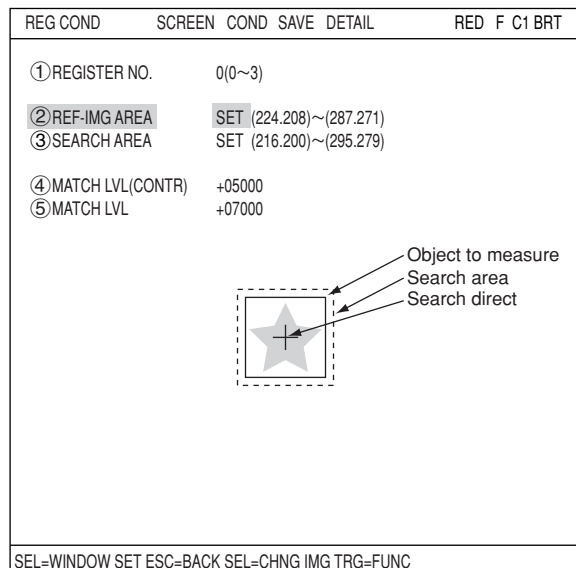 REG COND SCREEN COND SAVE DETAIL RED F C1 BRT
①REGISTER NO. 0(0~3)
②REF-IMG AREA SET (224.208)~(287.271)
③SEARCH AREA SET (216.200)~(295.279)
④MATCH LVL(CONTR) +05000
⑤MATCH LVL +07000
Object to measure
Search area
Search direct
SEL=WINDOW SET ESC=BACK SEL=CHNG IMG TRG=FUNC